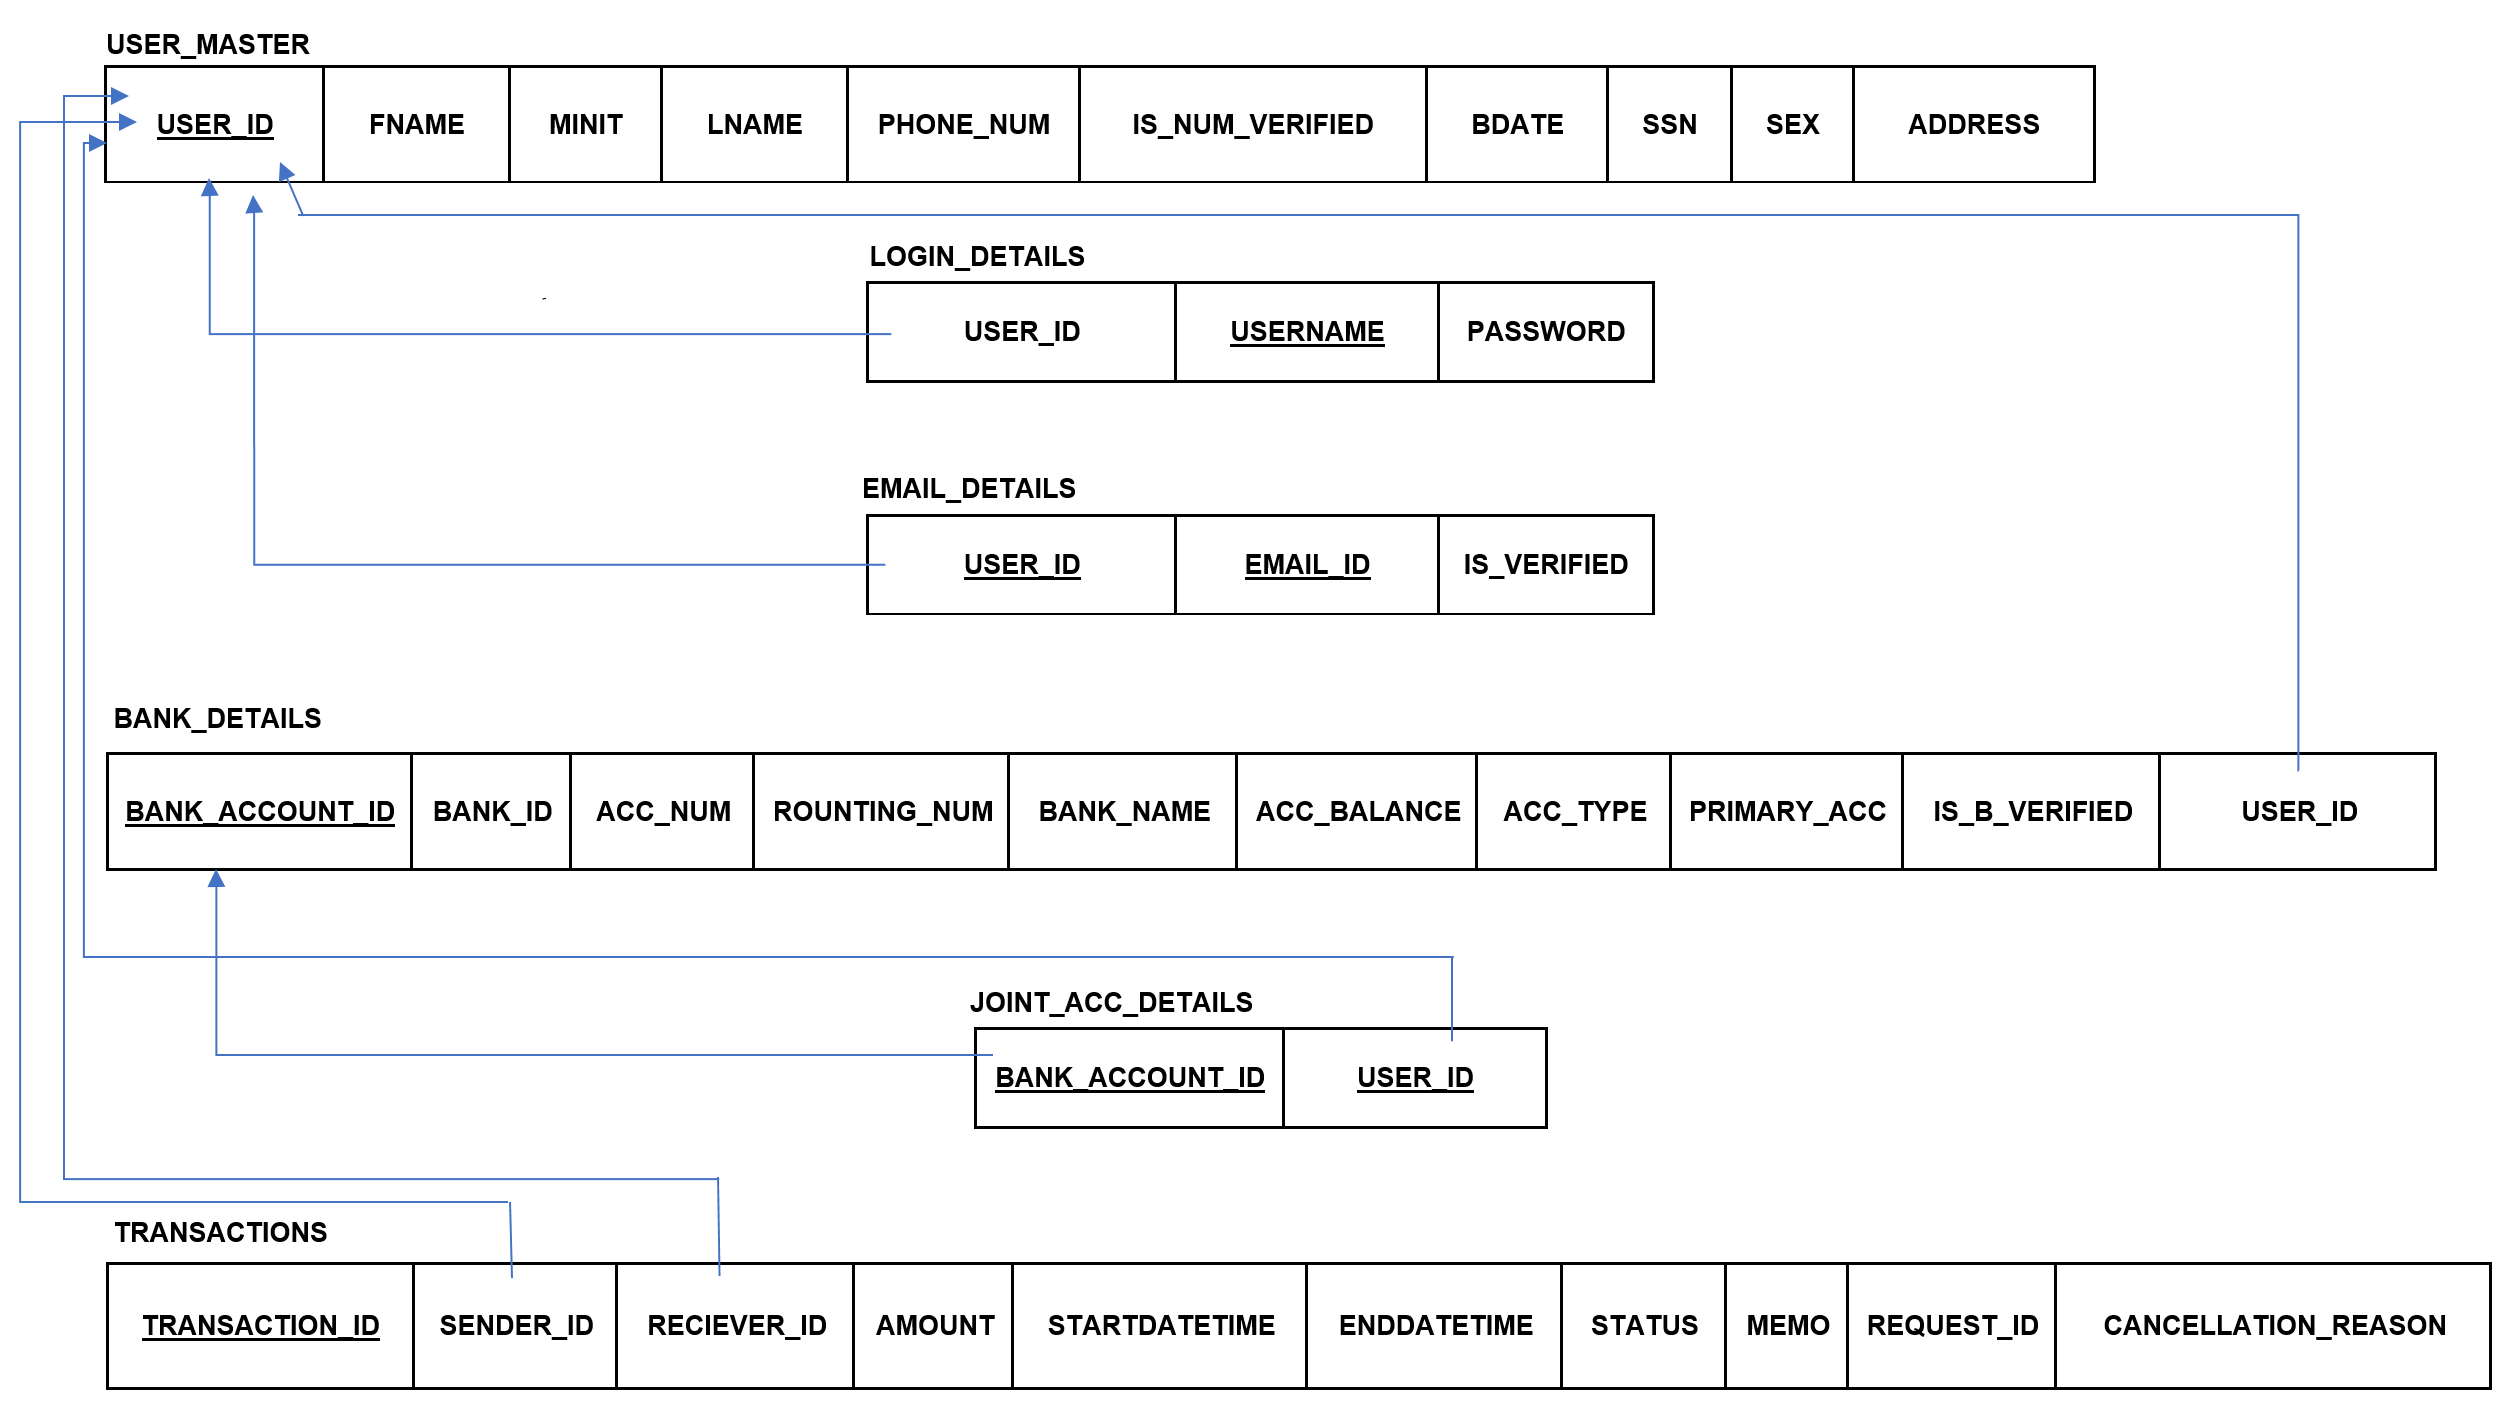 USER_MASTER
USER_ID FNAME MINIT LNAME PHONE_NUM IS_NUM_VERIFIED BDATE SSN SEX ADDRESS
LOGIN_DETAILS
USER_ID USERNAME PASSWORD
EMAIL_DETAILS
USER_ID EMAIL_ID IS_VERIFIED
BANK_DETAILS
BANK_ACCOUNT_ID BANK_ID ACC_NUM ROUNTING_NUM BANK_NAME ACC_BALANCE ACC_TYPE PRIMARY_ACC IS_B_VERIFIED USER_ID
JOINT_ACC_DETAILS
BANK_ACCOUNT_ID USER_ID
TRANSACTIONS
TRANSACTION_ID SENDER_ID RECIEVER_ID AMOUNT STARTDATETIME ENDDATETIME STATUS MEMO REQUEST_ID CANCELLATION_REASON